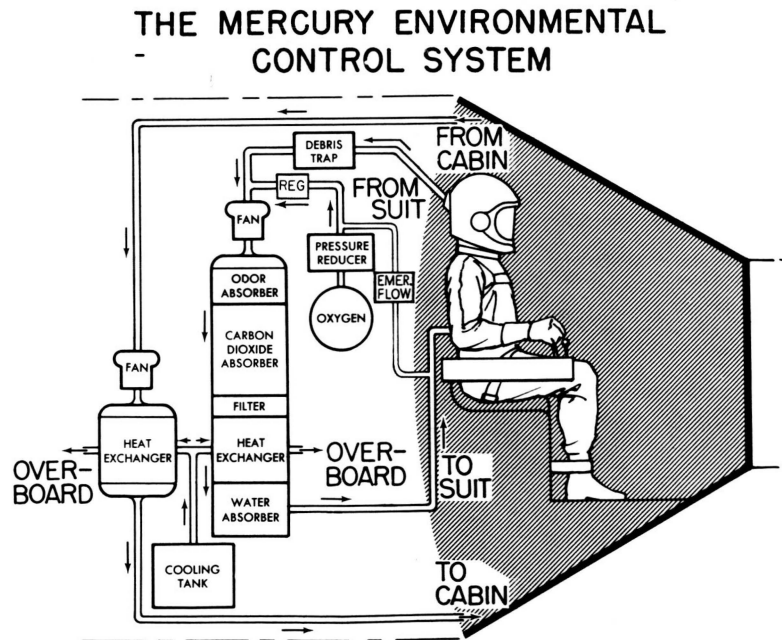 THE MERCURY ENVIRONMENTAL
CONTROL SYSTEM
FROM
CABIN
DEBRIS
TRAP
REG
FROM
SUIT
FAN
PRESSURE
REDUCER
ODOR
ABSORBER
EMER.
FLOW
OXYGEN
CARBON
DIOXIDE
ABSORBER
FAN
FILTER
HEAT
EXCHANGER
HEAT
EXCHANGER
OVER-
BOARD
OVER-
BOARD
TO
SUIT
WATER
ABSORBER
COOLING
TANK
TO
CABIN